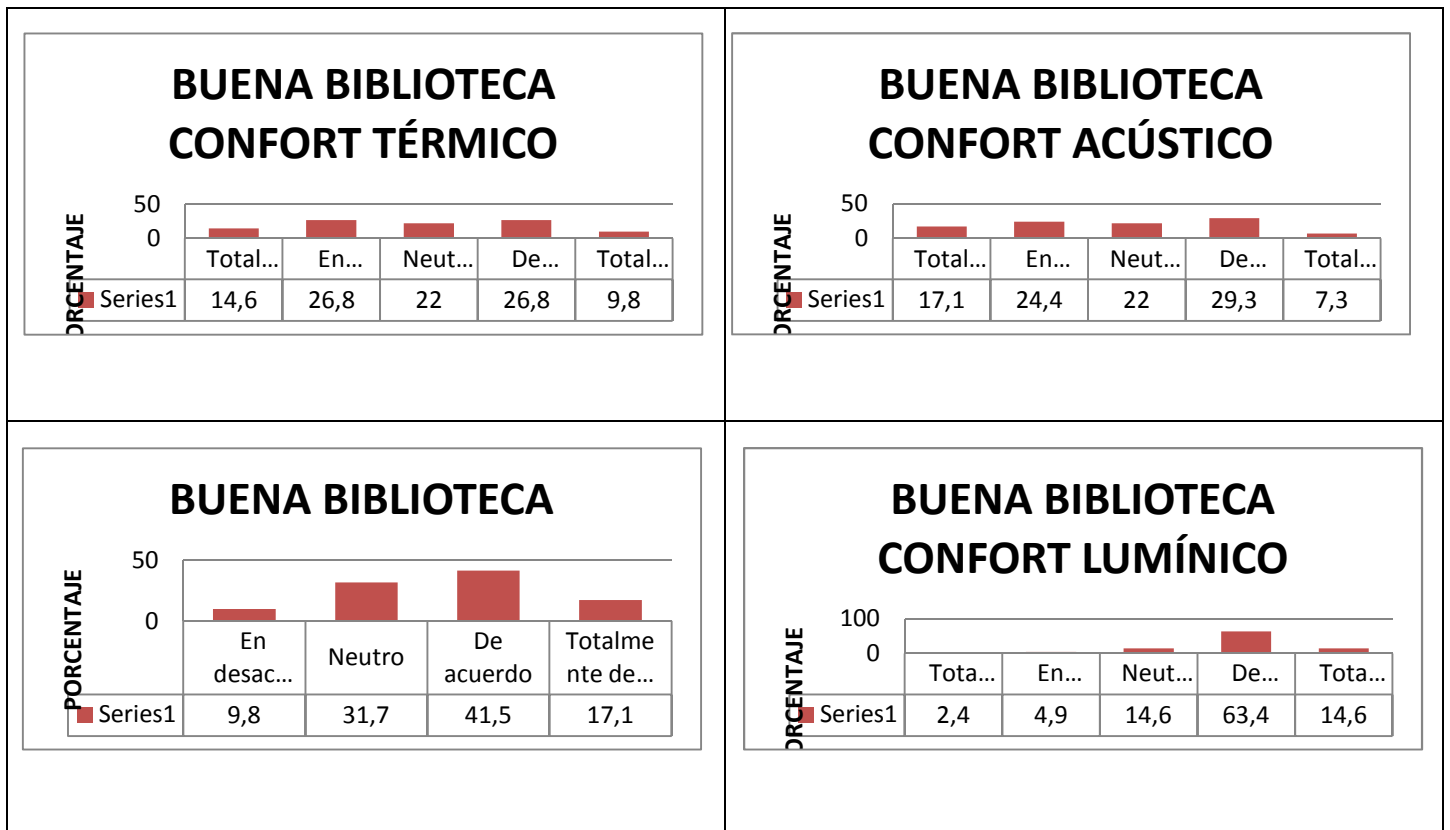 BUENA BIBLIOTECA
CONFORT TÉRMICO
50
0
ORCENTAJE
Total... En... Neut... De... Total...
Series1 14,6 26,8 22 26,8 9,8
BUENA BIBLIOTECA
CONFORT ACÚSTICO
50
0
ORCENTAJE
Total... En... Neut... De... Total...
Series1 17,1 24,4 22 29,3 7,3
BUENA BIBLIOTECA
50
0
PORCENTAJE
En desac... Neutro De acuerdo Totalme nte de...
Series1 9,8 31,7 41,5 17,1
BUENA BIBLIOTECA
CONFORT LUMÍNICO
100
0
ORCENTAJE
Tota... En... Neut... De... Tota...
Series1 2,4 4,9 14,6 63,4 14,6